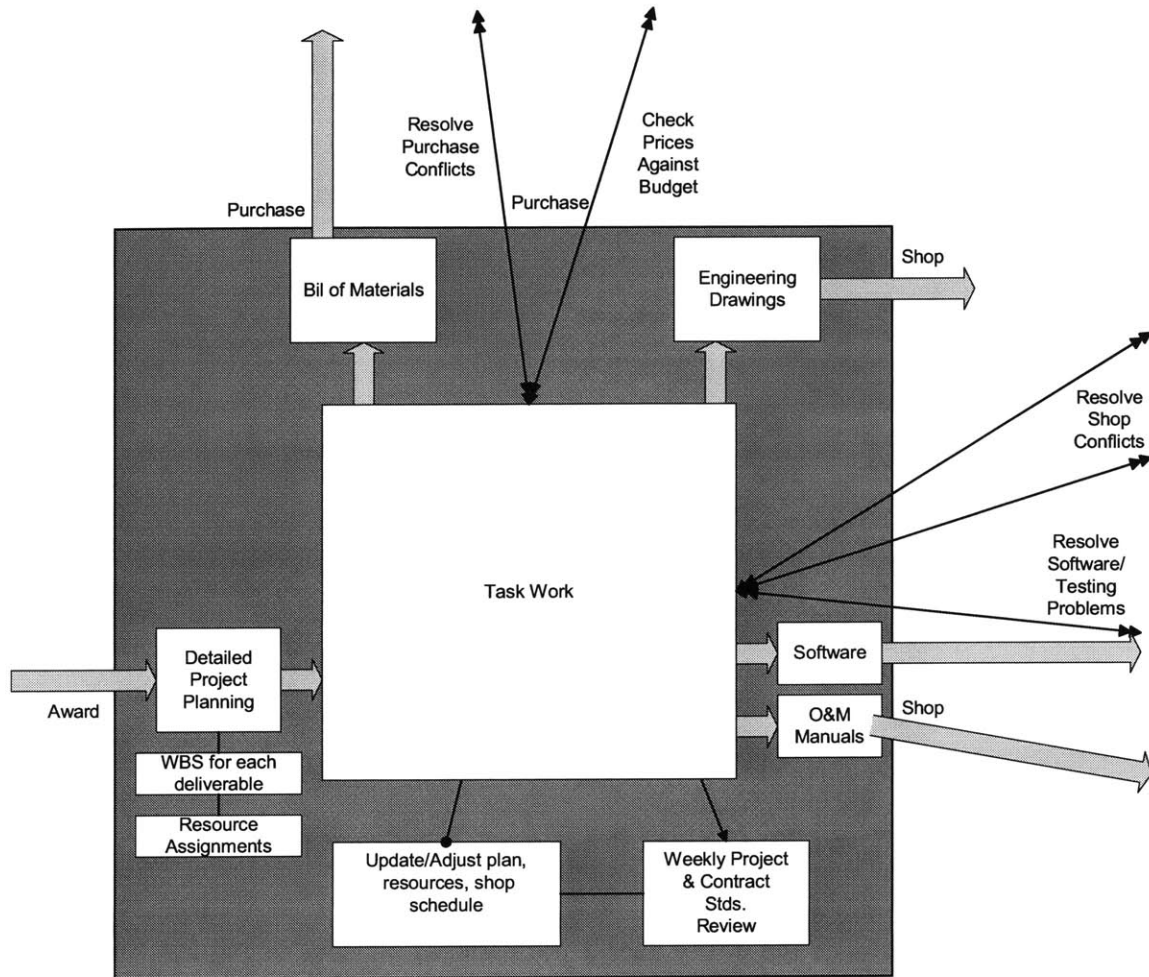 Resolve
Purchase
Conflicts
Check
Prices
Against
Budget
Purchase
Purchase
Bil of Materials
Engineering
Drawings
Shop
Resolve
Shop
Conflicts
Task Work
Resolve
Software/
Testing
Problems
Detailed
Project
Planning
Software
Award
O&M
Manuals
Shop
WBS for each
deliverable
Resource
Assignments
Update/Adjust plan,
resources, shop
schedule
Weekly Project
& Contract
Stds.
Review